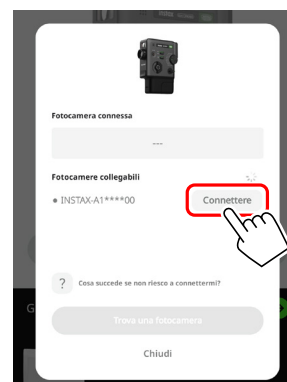 Fotocamera connessa
---
Fotocamere collegabili
• INSTAX-A1****00
Connettere
? Cosa succede se non riesco a connettermi?
Trova una fotocamera
Chiudi
G